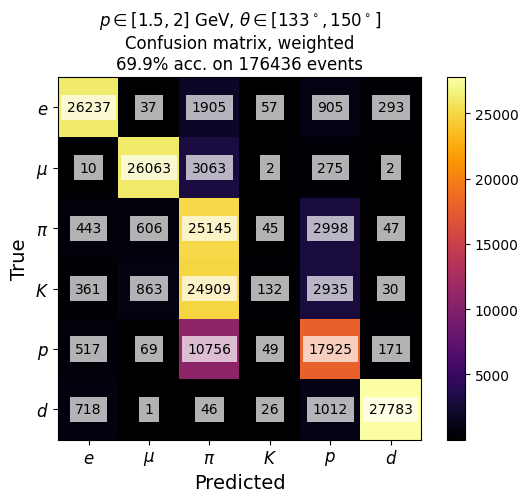 p ∈ [1.5, 2] GeV, θ ∈ [133°, 150°]
Confusion matrix, weighted
69.9% acc. on 176436 events
e 26237 37 1905 57 905 293
μ 10 26063 3063 2 275 2
π 443 606 25145 45 2998 47
K 361 863 24909 132 2935 30
p 517 69 10756 49 17925 171
d 718 1 46 26 1012 27783
e μ π K p d
True
Predicted
25000
20000
15000
10000
5000